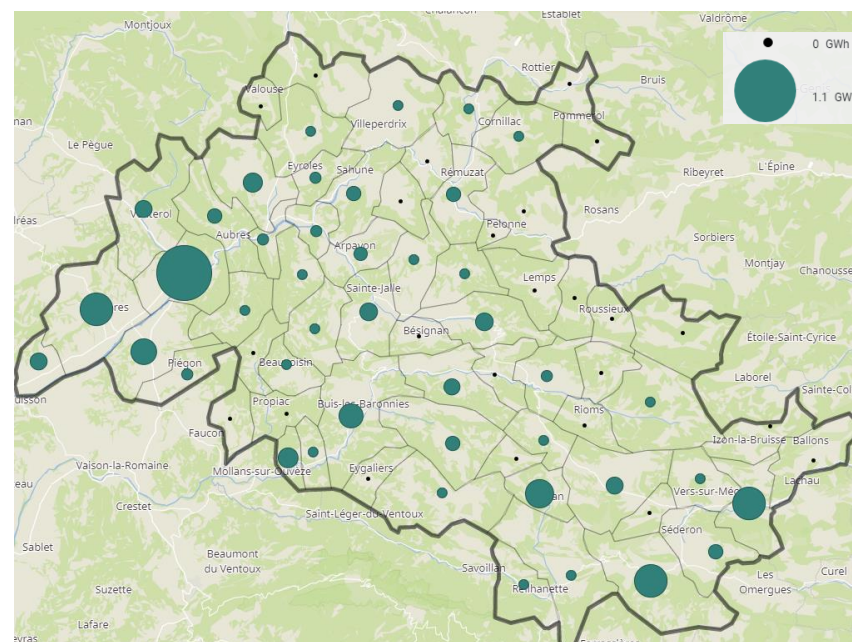 Montjoux
Établet
Valdrôme
Rottier
Bruis
Valouse
Villeperdrix
Cornillac
Pommerol
Le Pègue
Eyroles
Sahune
Rémuzat
Ribeyret
L'Épine
Rosans
Pelonne
Aubres
Arpavon
Sorbiers
Montjay
Chanousse
Lemps
Sainte-Jalle
Roussieux
Bésignan
Étoile-Saint-Cyrice
Piégon
Laborel
Propiac
Buis-les-Baronnies
Rioms
Faucon
Izon-la-Bruisse
Ballons
Vaison-la-Romaine
Mollans-sur-Ouvèze
Eygaliers
Lachau
Crestet
Saint-Léger-du-Ventoux
Séderon
Sablet
Beaumont
du Ventoux
Savoillan
Reilhanette
Les
Omergues
Curel
Suzette
Lafare
0 GWh
1.1 GW